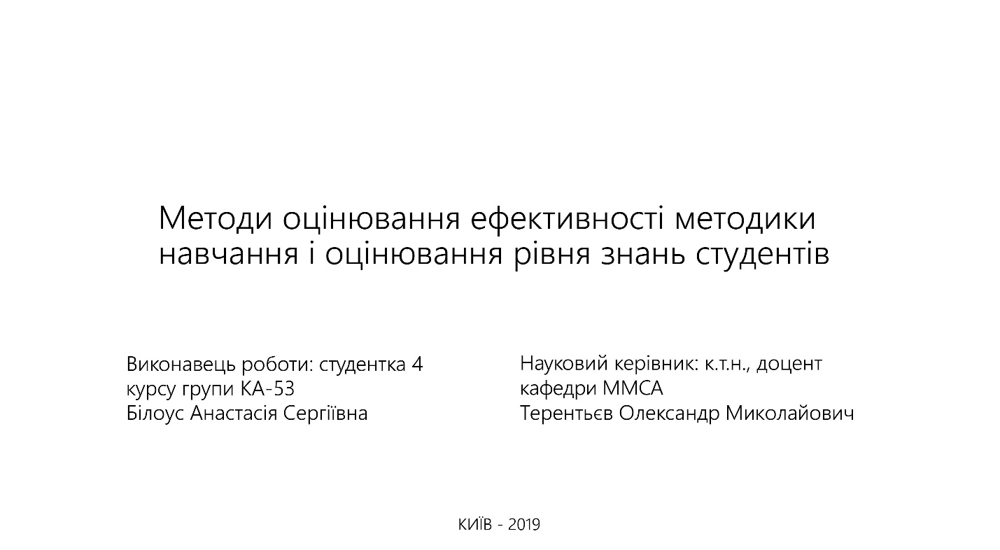 Методи оцінювання ефективності методики
навчання і оцінювання рівня знань студентів
Виконавець роботи: студентка 4
курсу групи КА-53
Білоус Анастасія Сергіївна
Науковий керівник: к.т.н., доцент
кафедри ММСА
Терентьєв Олександр Миколайович
КИЇВ - 2019